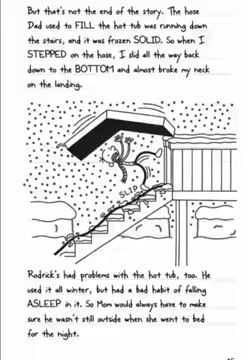 But that's not the end of the story. The hose
Dad used to FILL the hot tub was running down
the stairs, and it was frozen SOLID. So when I
STEPPED on the hose, I slid all the way back
down to the BOTTOM and almost broke my neck
on the landing.
SLIP
Rodrick's had problems with the hot tub, too. He
used it all winter, but had a bad habit of falling
ASLEEP in it. So Mom would always have to make
sure he wasn't still outside when she went to bed
for the night.